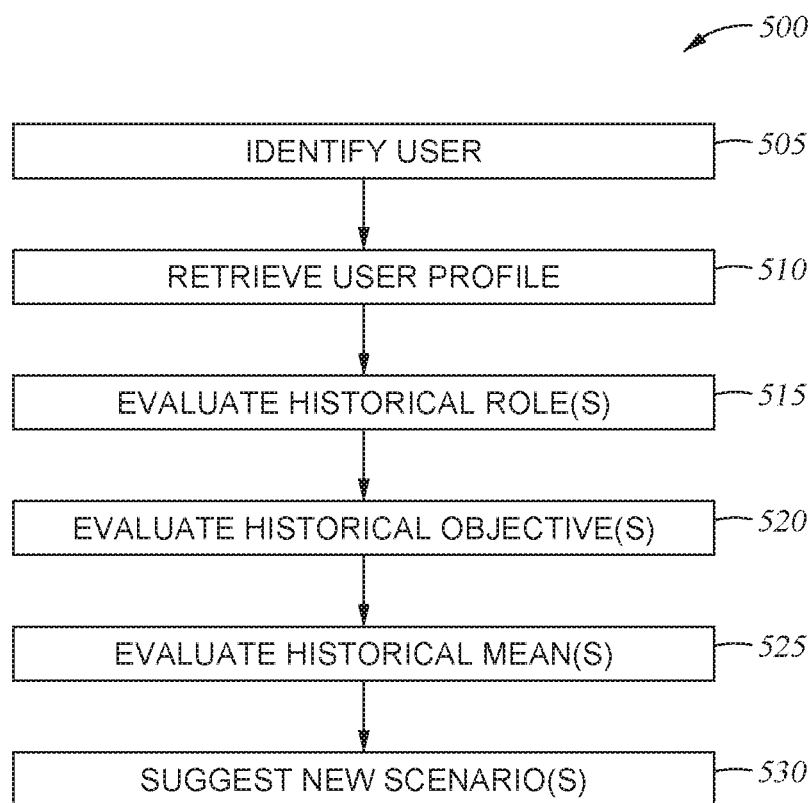 500
IDENTIFY USER 505
RETRIEVE USER PROFILE 510
EVALUATE HISTORICAL ROLE(S) 515
EVALUATE HISTORICAL OBJECTIVE(S) 520
EVALUATE HISTORICAL MEAN(S) 525
SUGGEST NEW SCENARIO(S) 530